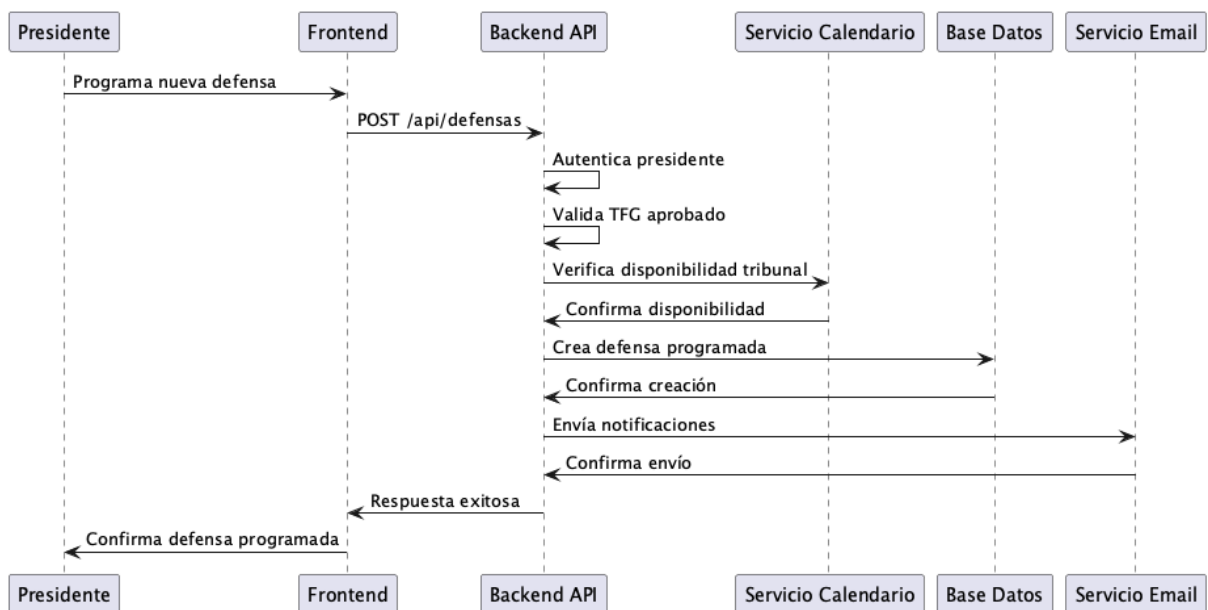 Presidente
Frontend
Backend API
Servicio Calendario
Base Datos
Servicio Email
Programa nueva defensa
POST /api/defensas
Autentica presidente
Valida TFG aprobado
Verifica disponibilidad tribunal
Confirma disponibilidad
Crea defensa programada
Confirma creación
Envía notificaciones
Confirma envío
Respuesta exitosa
Confirma defensa programada
Presidente
Frontend
Backend API
Servicio Calendario
Base Datos
Servicio Email